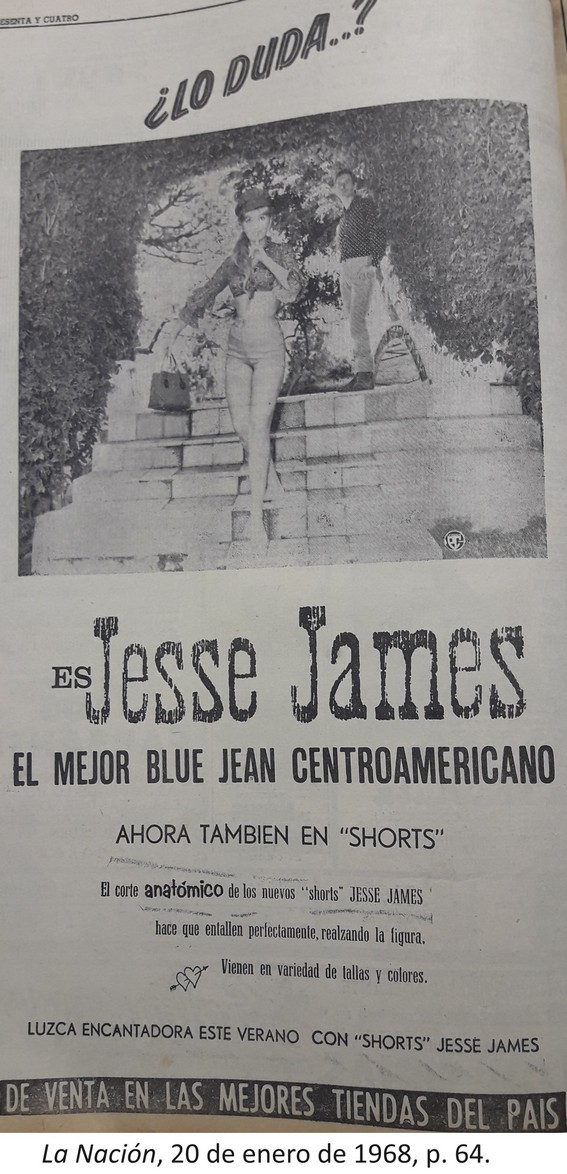 ESENTA Y CUATRO
¿LO DUDA..?
ES Jesse James
EL MEJOR BLUE JEAN CENTROAMERICANO
AHORA TAMBIEN EN "SHORTS"
El corte anatómico de los nuevos "shorts" JESSE JAMES
hace que entallen perfectamente, realzando la figura.
Vienen en variedad de tallas y colores.
LUZCA ENCANTADORA ESTE VERANO CON "SHORTS" JESSE JAMES
DE VENTA EN LAS MEJORES TIENDAS DEL PAIS
La Nación, 20 de enero de 1968, p. 64.